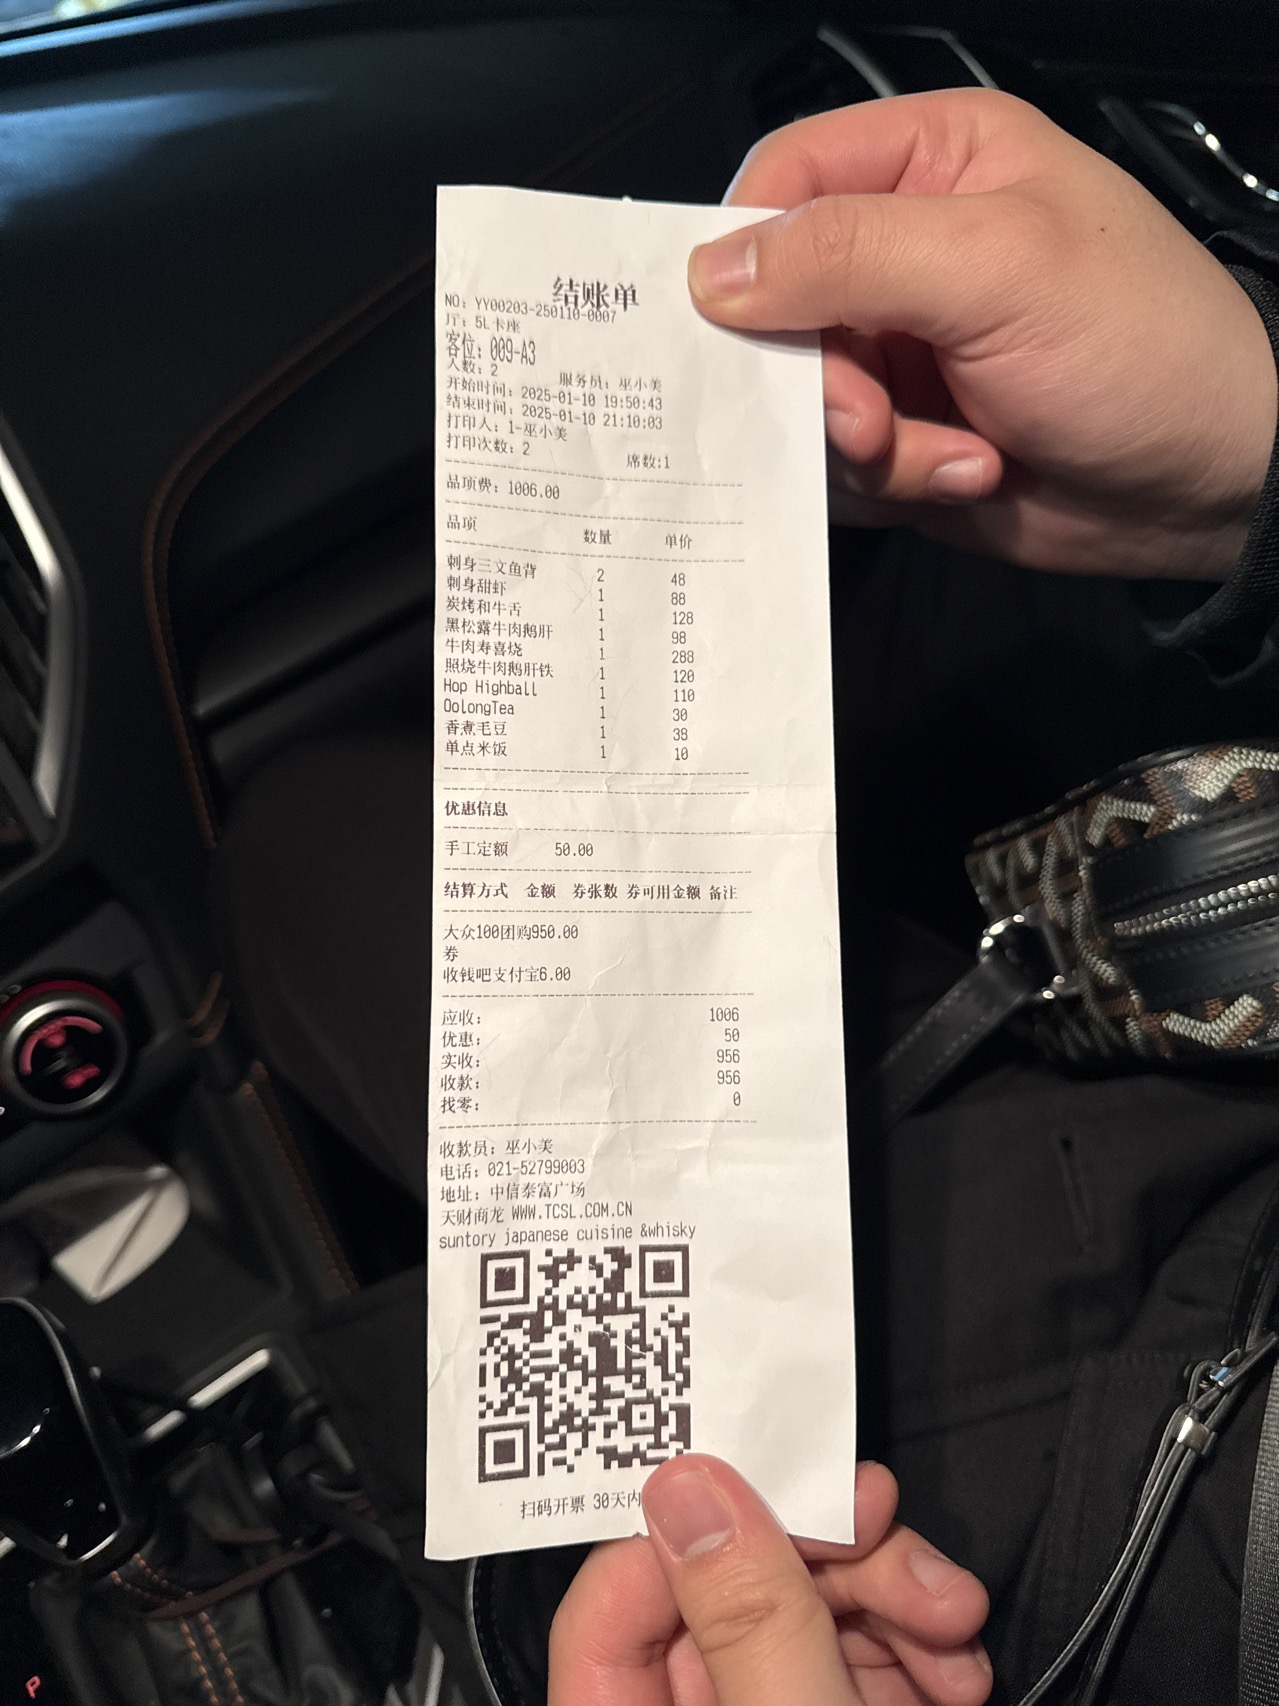 结账单
NO: YY00203-250110-0007
厅: 5L卡座
客位: 009-A3
人数: 2 服务员: 巫小美
开始时间: 2025-01-10 19:50:43
结束时间: 2025-01-10 21:10:03
打印人: 1-巫小美
打印次数: 2 席数:1
品项费: 1006.00
品项 数量 单价
刺身三文鱼背 2 48
刺身甜虾 1 88
炭烤和牛舌 1 128
黑松露牛肉鹅肝 1 98
牛肉寿喜烧 1 288
照烧牛肉鹅肝铁 1 120
Hop Highball 1 110
OolongTea 1 30
香煮毛豆 1 38
单点米饭 1 10
优惠信息
手工定额 50.00
结算方式 金额 券张数 券可用金额 备注
大众100团购950.00
券
收钱吧支付宝6.00
应收: 1006
优惠: 50
实收: 956
收款: 956
找零: 0
收款员: 巫小美
电话: 021-52799003
地址: 中信泰富广场
天财商龙 WWW.TCSL.COM.CN
suntory japanese cuisine &whisky
扫码开票 30天内
P